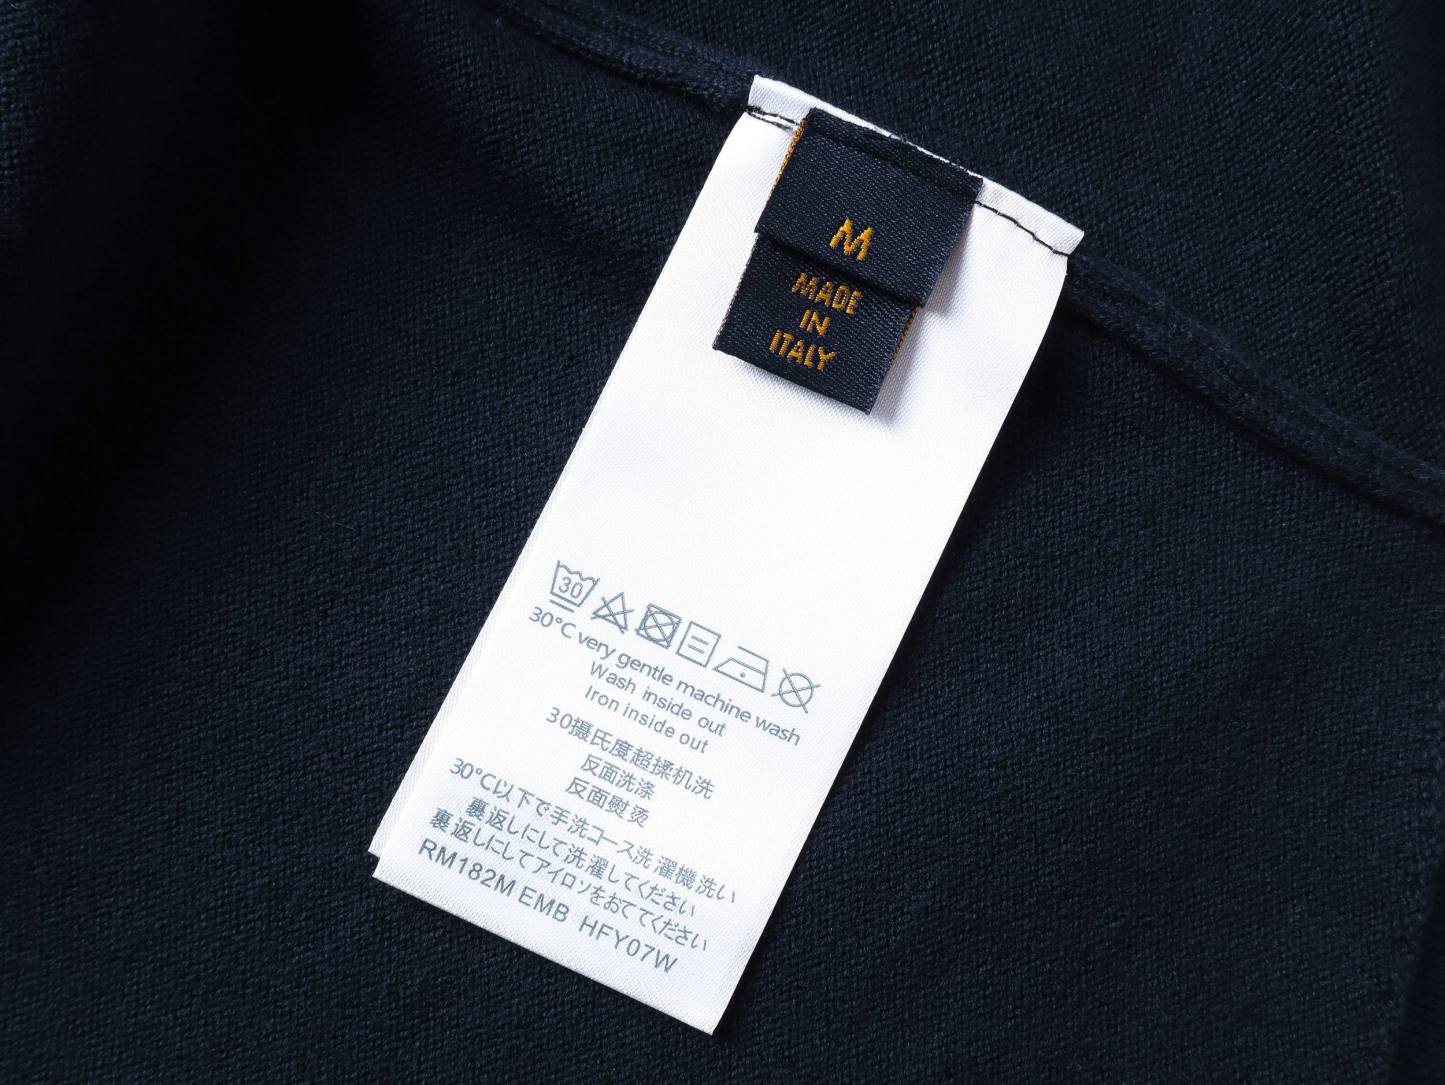 M
MADE
IN
ITALY
30
30°C very gentle machine wash
Wash inside out
Iron inside out
30摄氏度超揉机洗
反面洗涤
反面熨烫
30°C以下で手洗コース洗濯機洗い
裏返しにして洗濯してください
裏返しにしてアイロソをおててください
RM182M EMB HFY07W